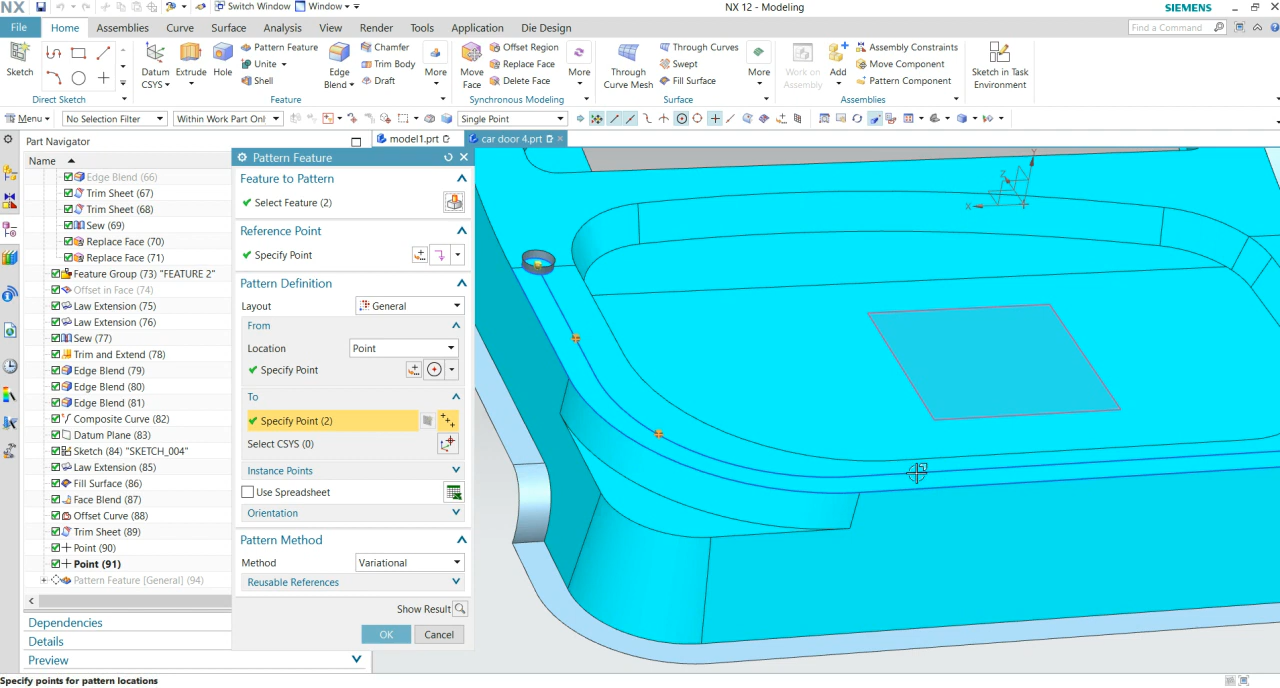 NX
Switch Window
Window
NX 12 - Modeling
SIEMENS
File
Home
Assemblies
Curve
Surface
Analysis
View
Render
Tools
Application
Die Design
Find a Command
Sketch
Direct Sketch
Datum CSYS
Extrude
Hole
Pattern Feature
Unite
Shell
Edge Blend
Chamfer
Trim Body
Draft
More
Feature
Move Face
Offset Region
Replace Face
Delete Face
More
Synchronous Modeling
Through Curve Mesh
Through Curves
Swept
Fill Surface
More
Surface
Work on Assembly
Add
Assembly Constraints
Move Component
Pattern Component
Assemblies
Sketch in Task Environment
Menu
No Selection Filter
Within Work Part Onl
Single Point
Part Navigator
model1.prt
car door 4.prt
Name
Edge Blend (66)
Trim Sheet (67)
Trim Sheet (68)
Sew (69)
Replace Face (70)
Replace Face (71)
Feature Group (73) "FEATURE 2"
Offset in Face (74)
Law Extension (75)
Law Extension (76)
Sew (77)
Trim and Extend (78)
Edge Blend (79)
Edge Blend (80)
Edge Blend (81)
Composite Curve (82)
Datum Plane (83)
Sketch (84) "SKETCH_004"
Law Extension (85)
Fill Surface (86)
Face Blend (87)
Offset Curve (88)
Trim Sheet (89)
Point (90)
Point (91)
Pattern Feature [General] (94)
Dependencies
Details
Preview
Pattern Feature
Feature to Pattern
Select Feature (2)
Reference Point
Specify Point
Pattern Definition
Layout
General
From
Location
Point
Specify Point
To
Specify Point (2)
Select CSYS (0)
Instance Points
Use Spreadsheet
Orientation
Pattern Method
Method
Variational
Reusable References
Show Result
OK
Cancel
Y
Z
X
Specify points for pattern locations